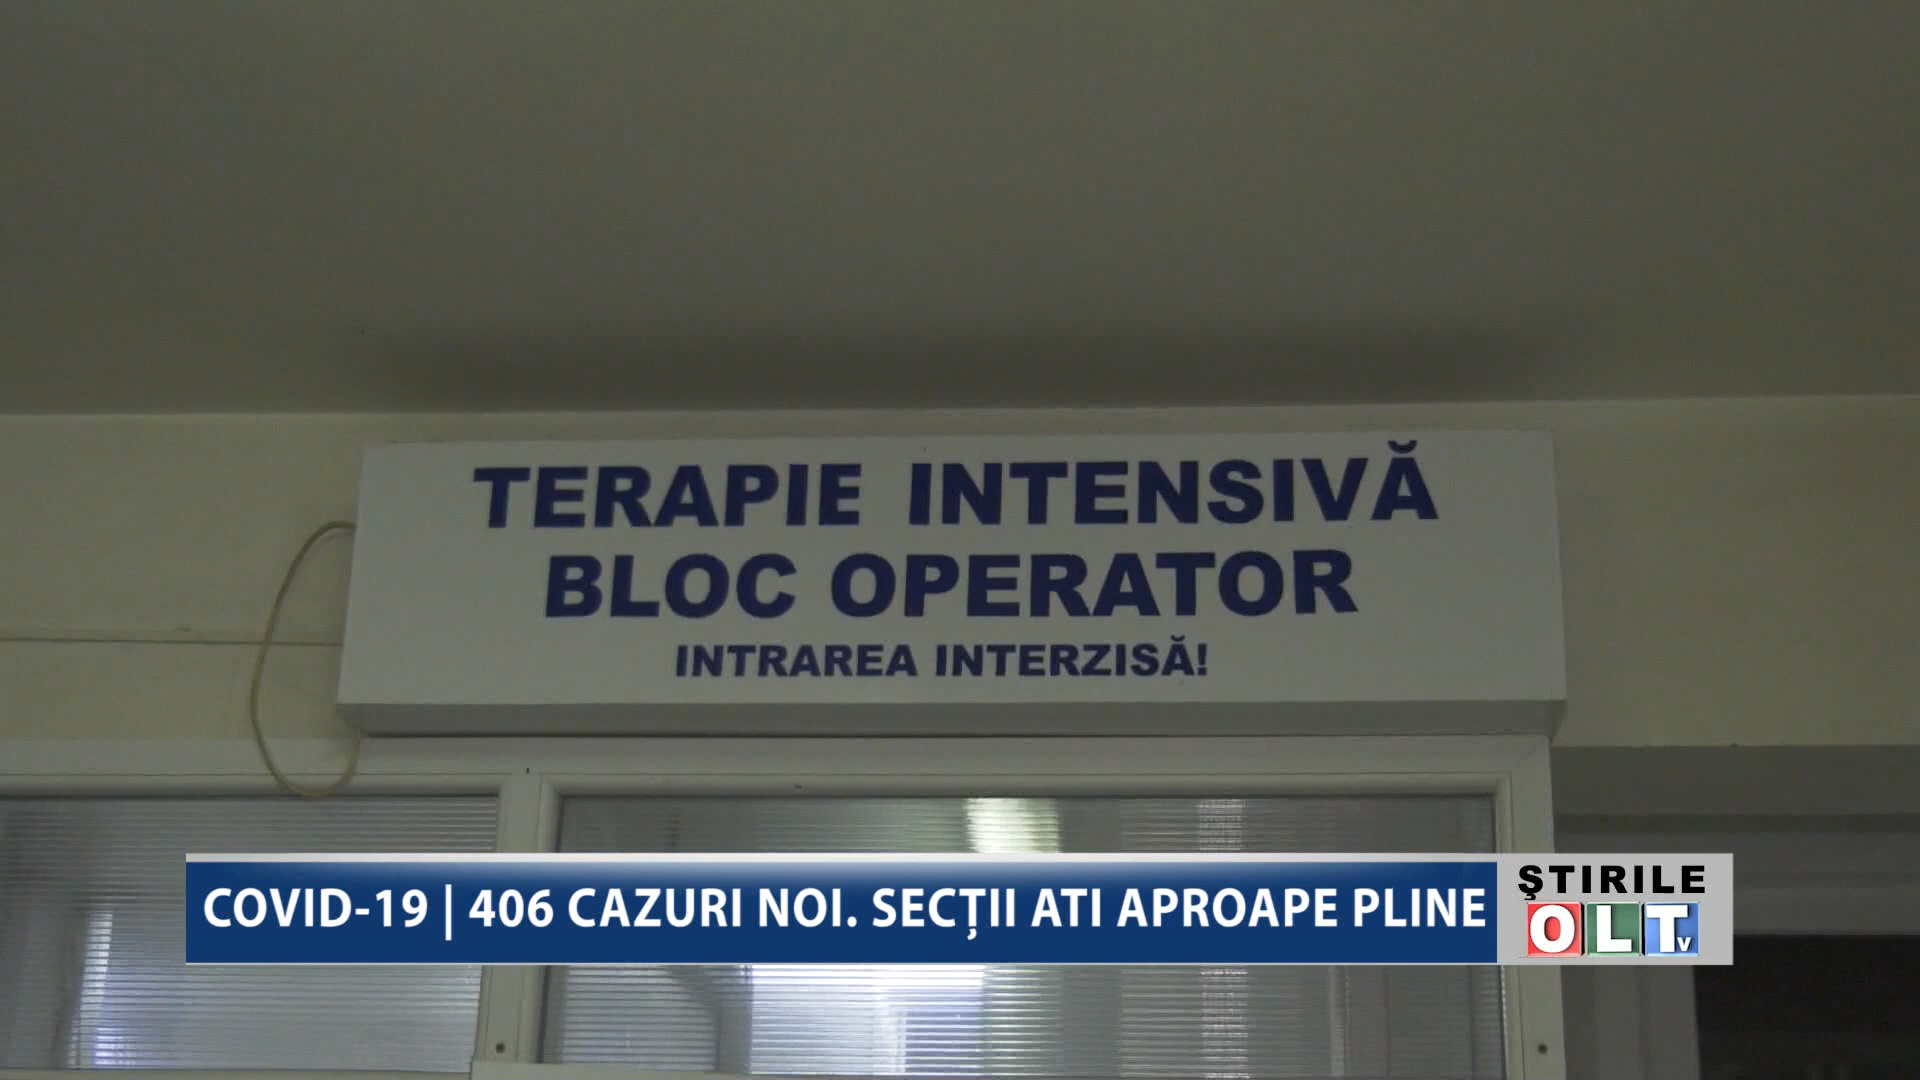 TERAPIE INTENSIVĂ
BLOC OPERATOR
INTRAREA INTERZISĂ!
COVID-19 | 406 CAZURI NOI. SECȚII ATI APROAPE PLINE
ŞTIRILE
OLTv